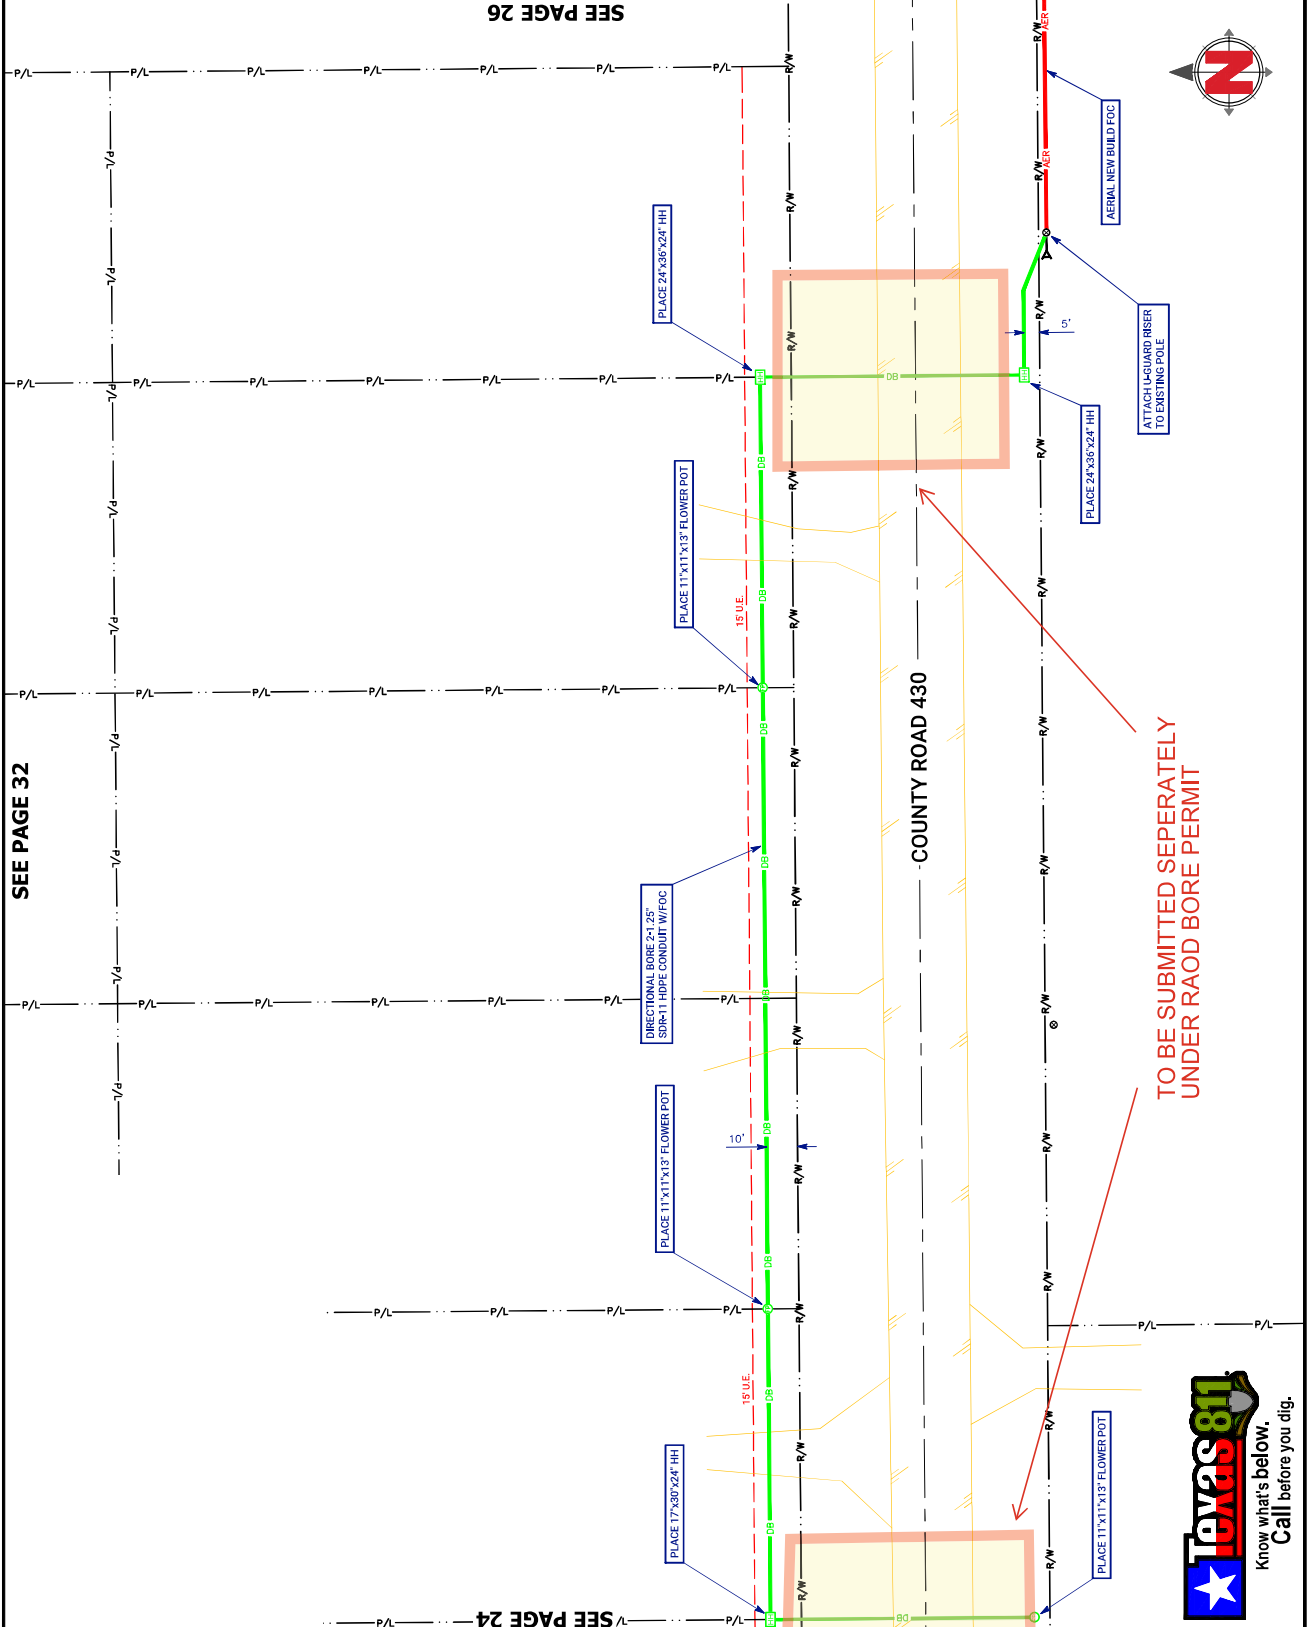 SEE PAGE 26
SEE PAGE 32
SEE PAGE 24
PLACE 24"x36"x24" HH
AERIAL NEW BUILD FOC
ATTACH U-GUARD RISER
TO EXISTING POLE
PLACE 24"x36"x24" HH
5'
PLACE 11"x11"x13" FLOWER POT
15' U.E.
COUNTY ROAD 430
DIRECTIONAL BORE 2-1.25"
SDR-11 HDPE CONDUIT W/FOC
TO BE SUBMITTED SEPERATELY
UNDER RAOD BORE PERMIT
PLACE 11"x11"x13" FLOWER POT
10'
15' U.E.
PLACE 17"x30"x24" HH
PLACE 11"x11"x13" FLOWER POT
P/L
R/W
DB
AER
N
Texas811
Know what's below.
Call before you dig.